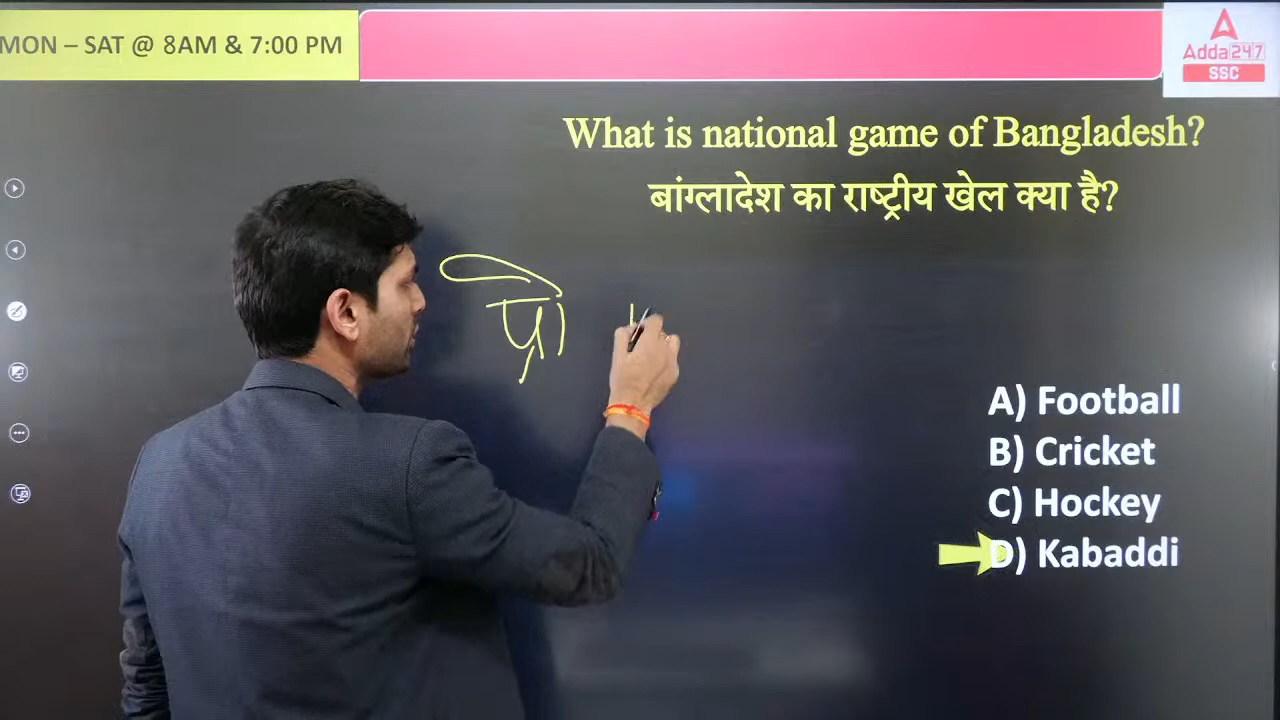 MON – SAT @ 8AM & 7:00 PM
Adda247
SSC
What is national game of Bangladesh?
बांग्लादेश का राष्ट्रीय खेल क्या है?
A) Football
B) Cricket
C) Hockey
D) Kabaddi